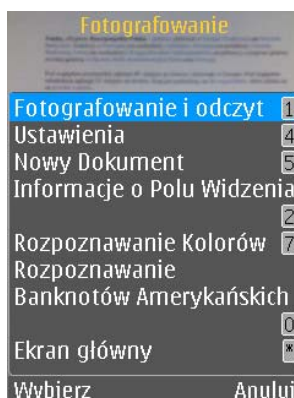 Fotografowanie
Fotografowanie i odczyt 1
Ustawienia 4
Nowy Dokument 5
Informacje o Polu Widzenia
2
Rozpoznawanie Kolorów 7
Rozpoznawanie
Banknotów Amerykańskich
0
Ekran główny *
Wybierz Anuluj